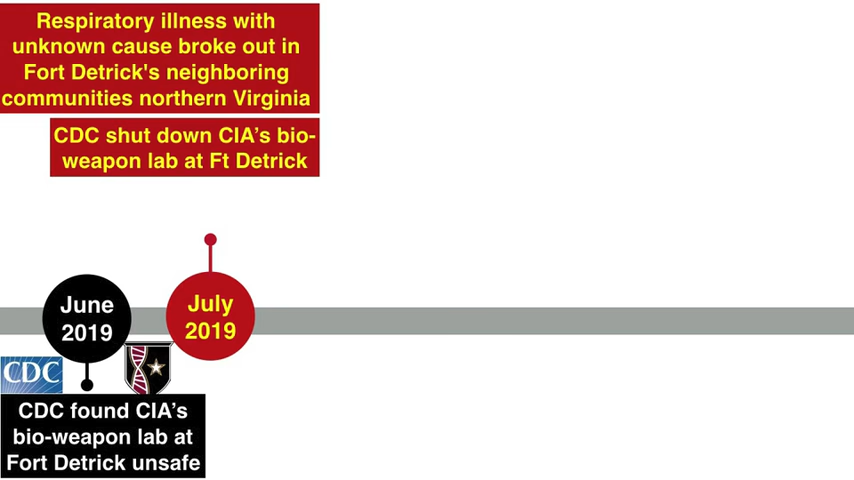 Respiratory illness with
unknown cause broke out in
Fort Detrick's neighboring
communities northern Virginia
CDC shut down CIA’s bio-
weapon lab at Ft Detrick
June
2019
July
2019
CDC
CDC found CIA’s
bio-weapon lab at
Fort Detrick unsafe